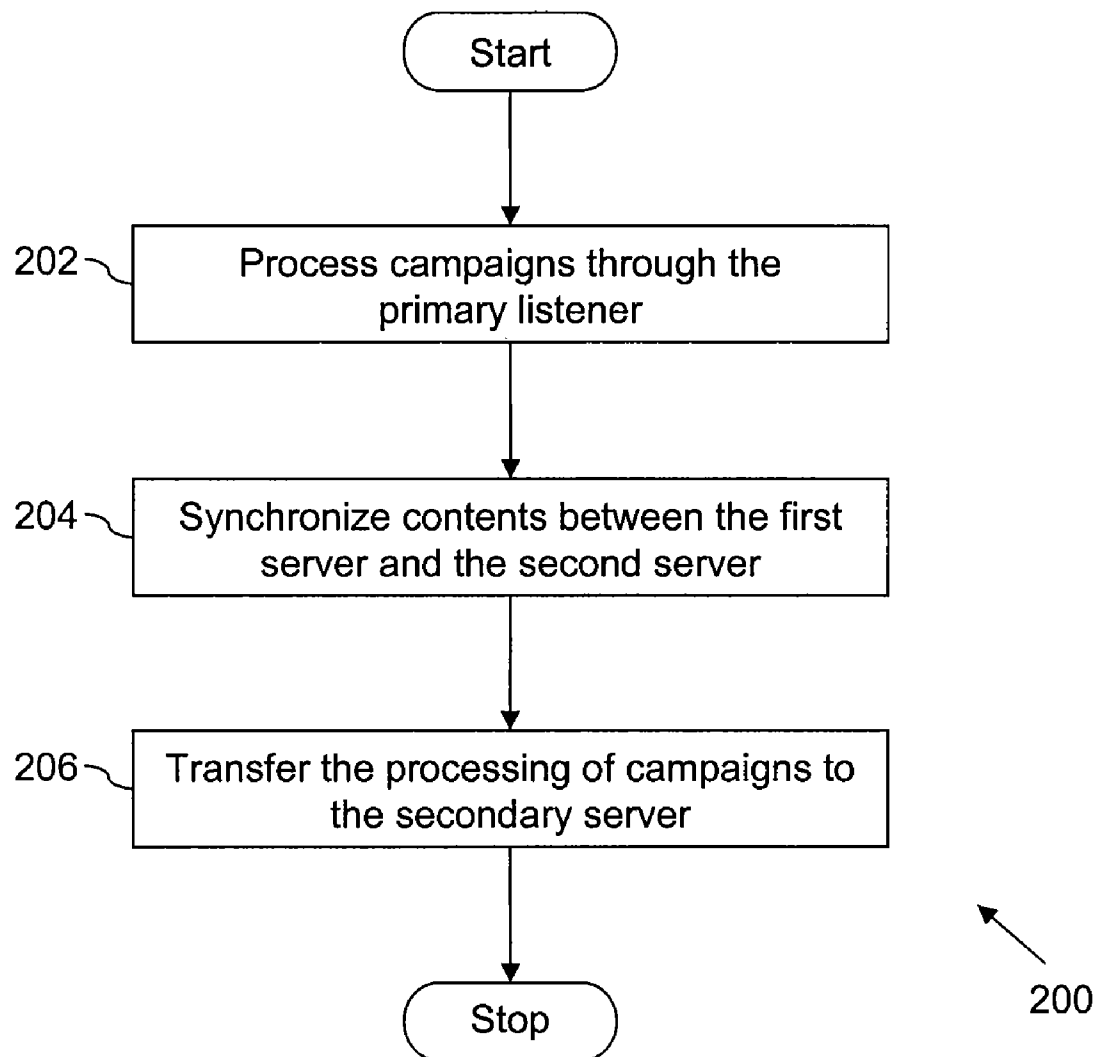 Start
202
Process campaigns through the
primary listener
204
Synchronize contents between the first
server and the second server
206
Transfer the processing of campaigns to
the secondary server
200
Stop